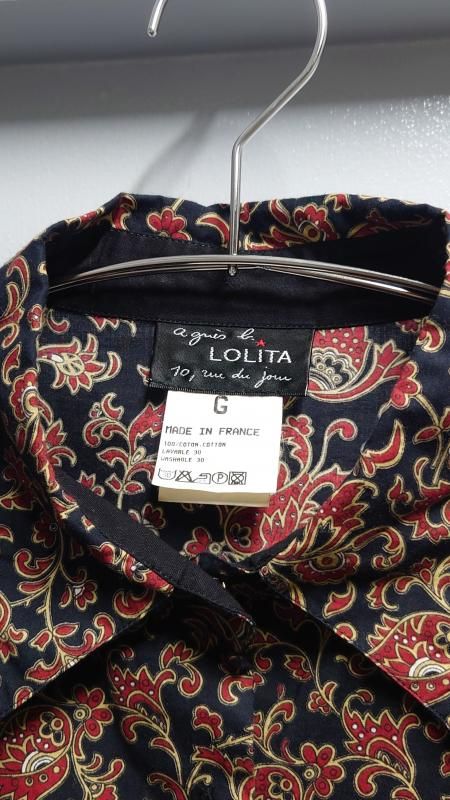 agnès b.
LOLITA
10, rue du jour
G
MADE IN FRANCE
100/COTON.COTTON
LAVABLE 30
WASHABLE 30